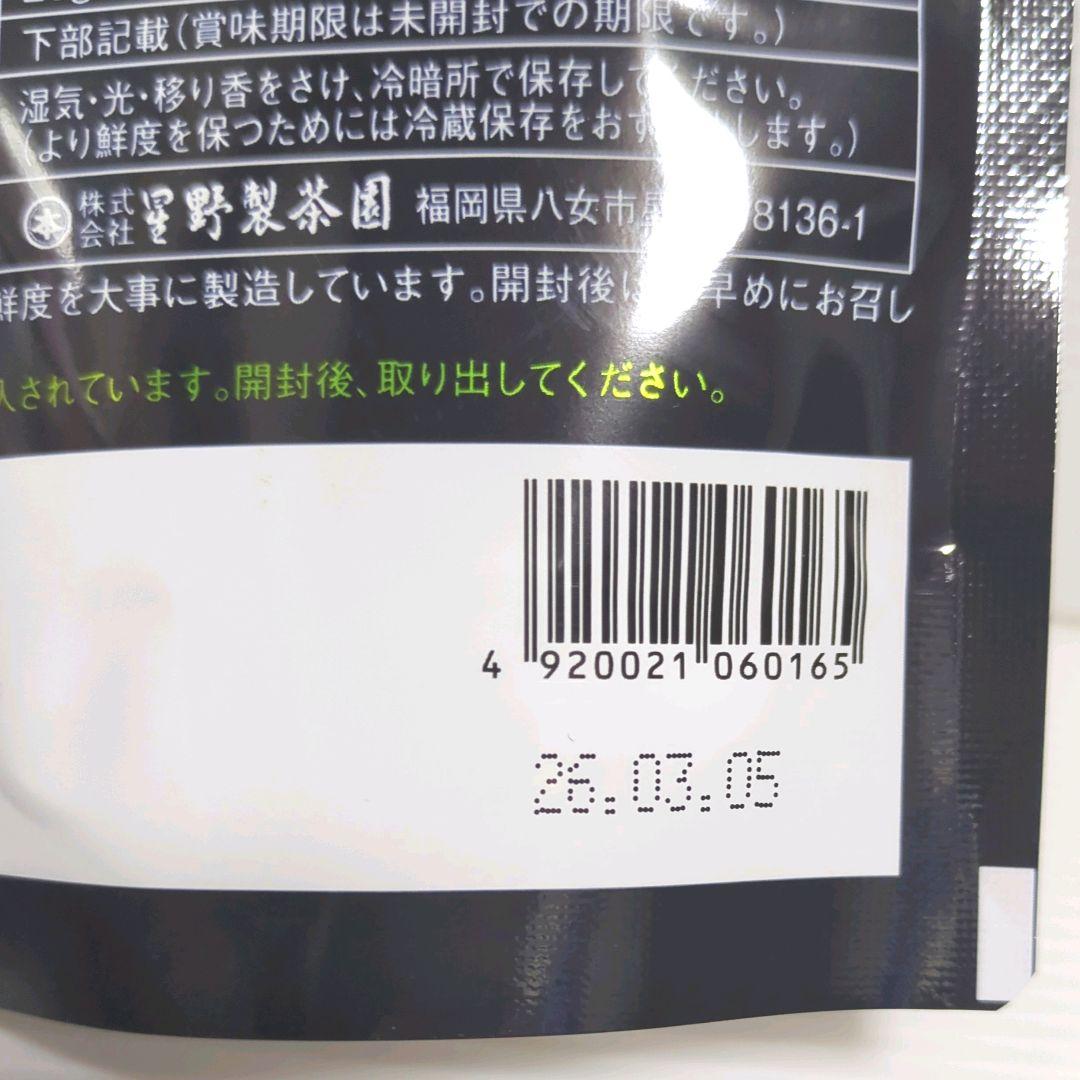 下部記載(賞味期限は未開封での期限です。)
湿気・光・移り香をさけ、冷暗所で保存してください。
(より鮮度を保つためには冷蔵保存をおすすめします。)
本 株式会社 星野製茶園 福岡県八女市 8136-1
鮮度を大事に製造しています。開封後は 早めにお召し
入されています。開封後、取り出してください。
4 920021 060165
26.03.05